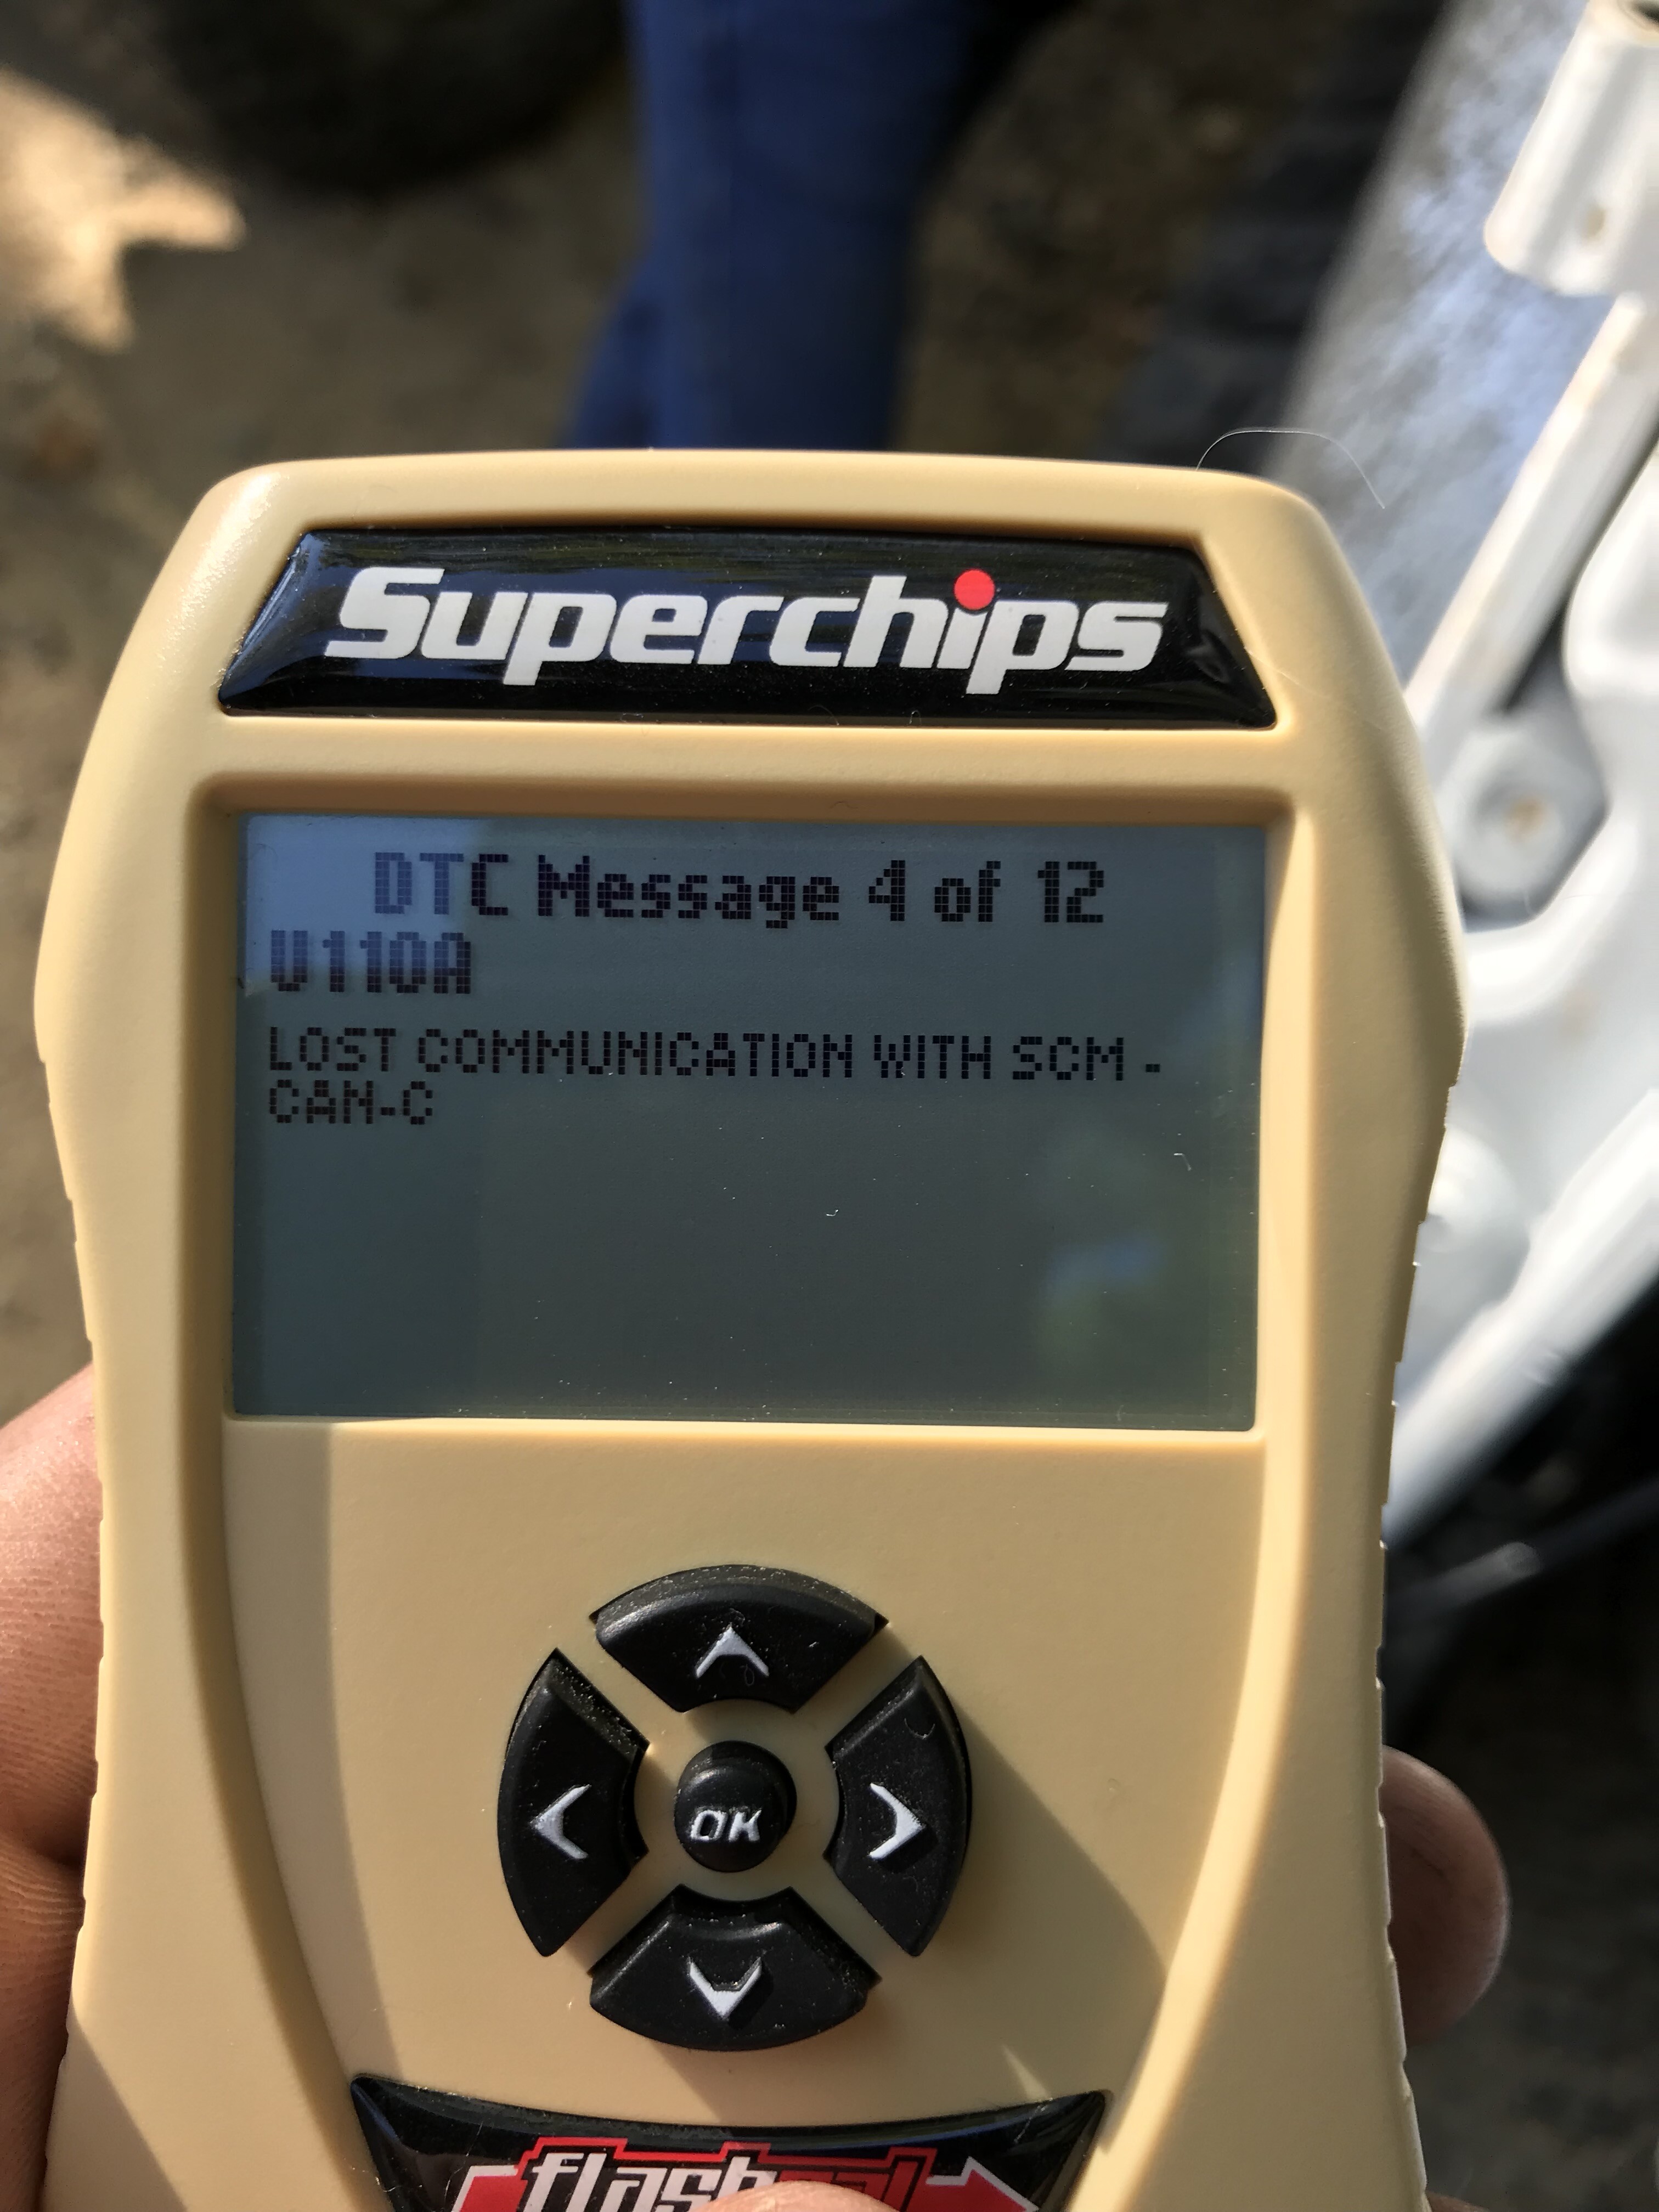 Superchips
DTC Message 4 of 12
U110A
LOST COMMUNICATION WITH SCM -
CAN-C
OK